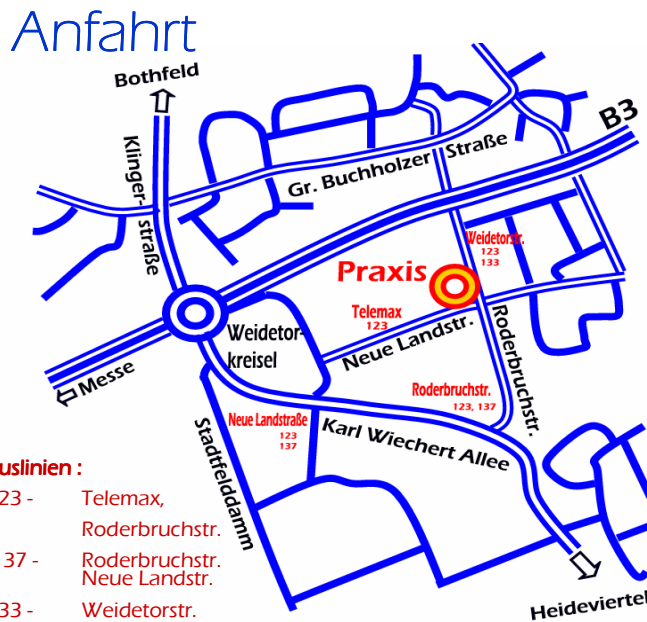 Anfahrt
Bothfeld
B3
Klinger-
straße
Gr. Buchholzer Straße
Weidetorstr.
123
133
Praxis
Telemax
123
Weidetor-
kreisel
Neue Landstr.
Roderbruchstr.
Messe
Roderbruchstr.
123, 137
Neue Landstraße
123
137
Karl Wiechert Allee
Stadtfelddamm
uslinien :
23 - Telemax,
Roderbruchstr.
37 - Roderbruchstr.
Neue Landstr.
33 - Weidetorstr.
Heideviertel